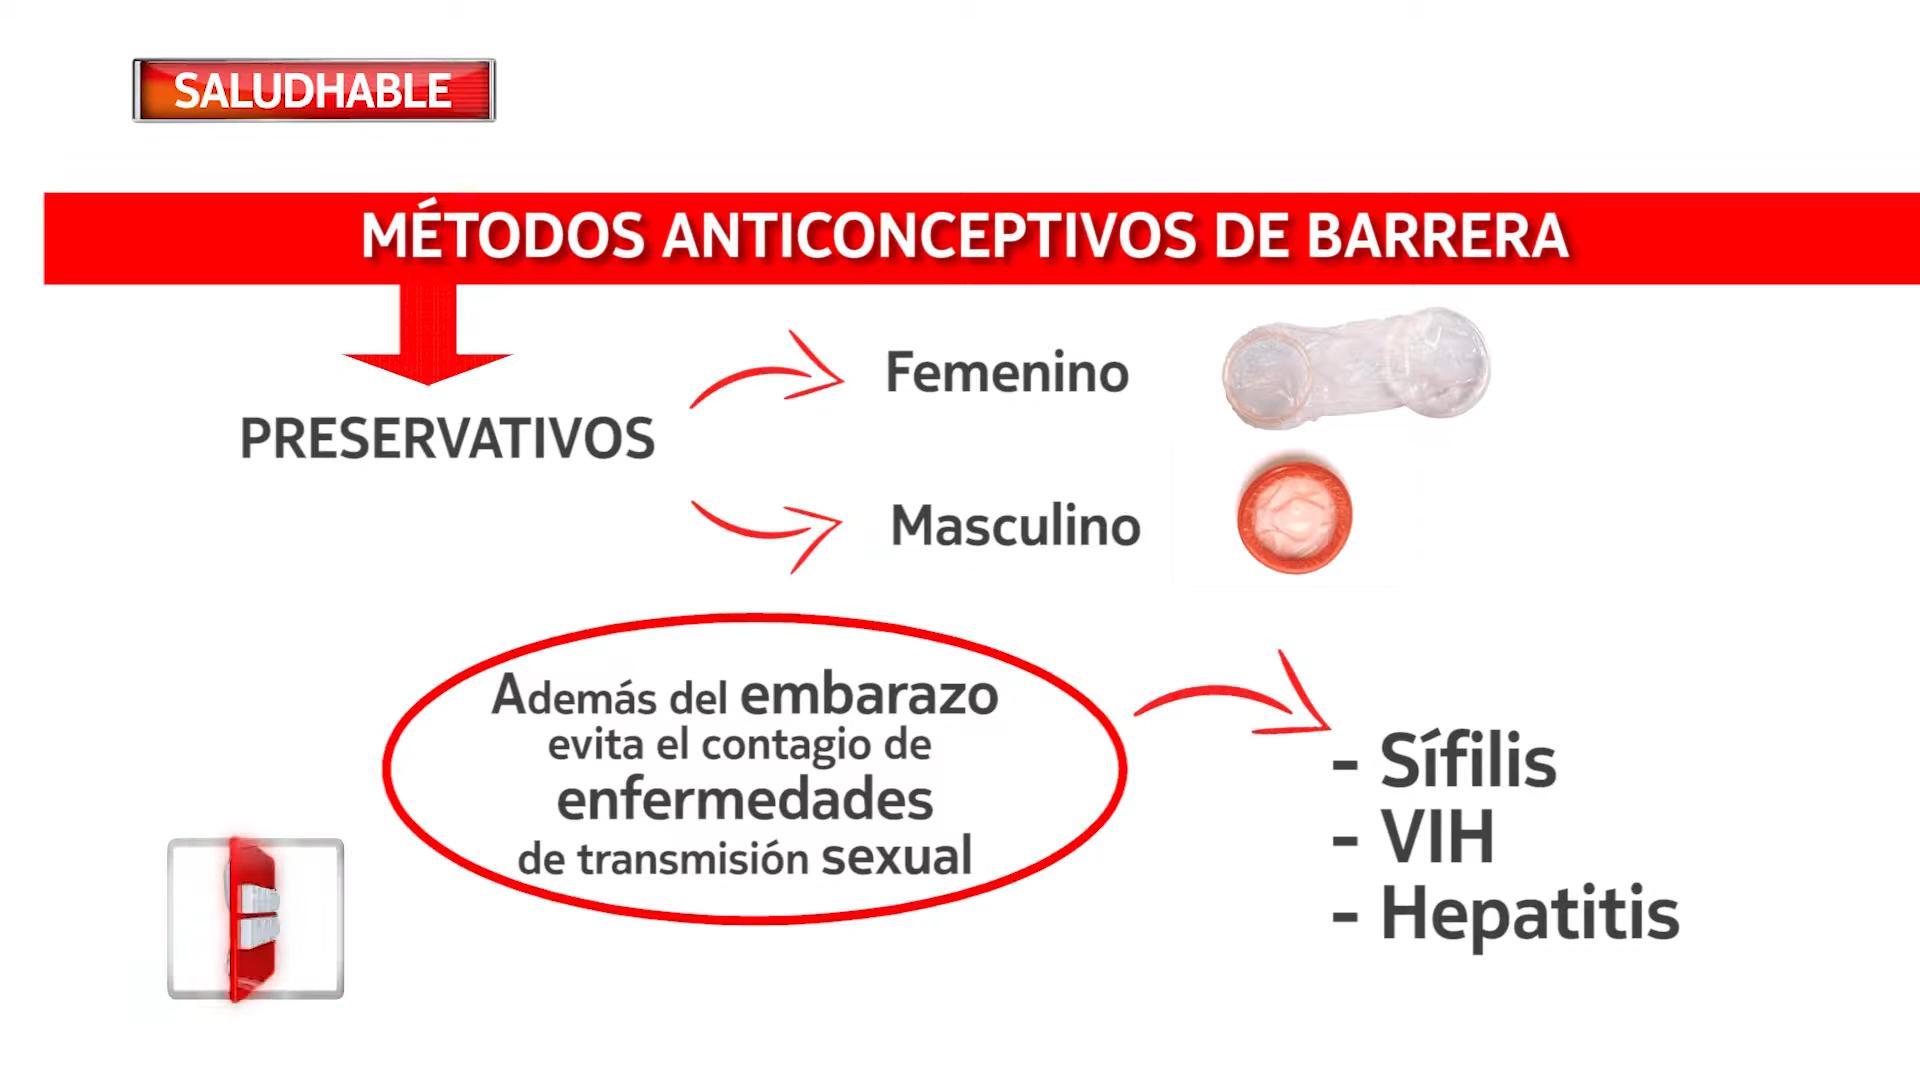 SALUDHABLE
MÉTODOS ANTICONCEPTIVOS DE BARRERA
PRESERVATIVOS
Femenino
Masculino
Además del embarazo
evita el contagio de
enfermedades
de transmisión sexual
- Sífilis
- VIH
- Hepatitis